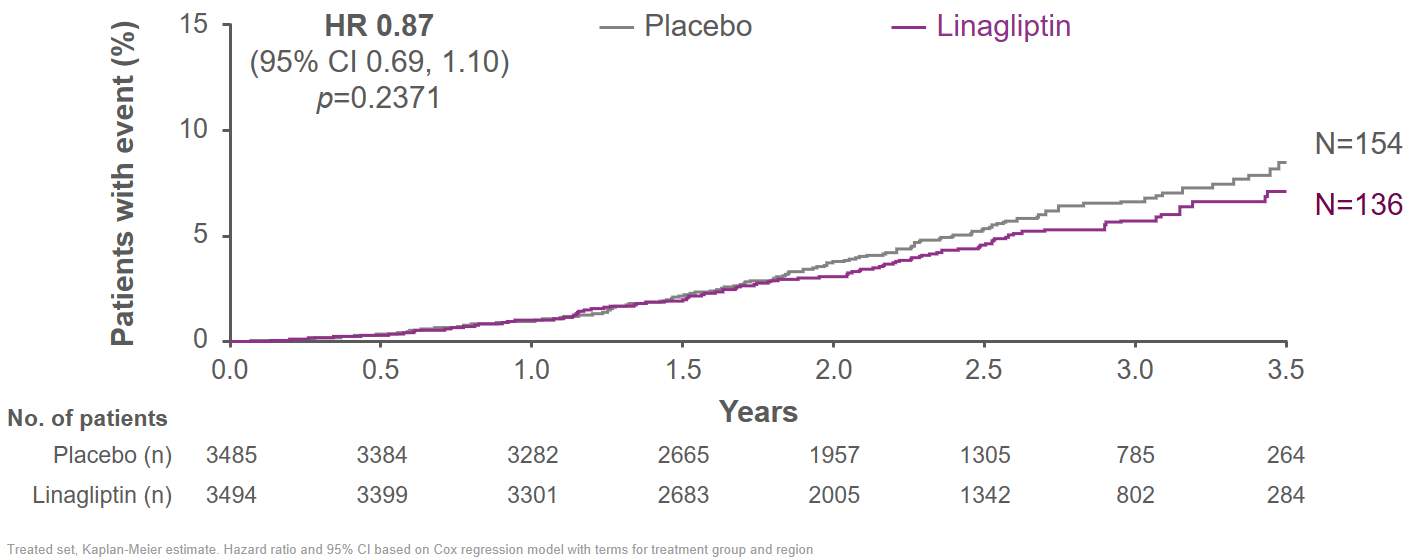 HR 0.87
(95% CI 0.69, 1.10)
p=0.2371
Placebo
Linagliptin
Patients with event (%)
15
10
5
0
N=154
N=136
0.0 0.5 1.0 1.5 2.0 2.5 3.0 3.5
Years
No. of patients
Placebo (n) 3485 3384 3282 2665 1957 1305 785 264
Linagliptin (n) 3494 3399 3301 2683 2005 1342 802 284
Treated set, Kaplan-Meier estimate. Hazard ratio and 95% CI based on Cox regression model with terms for treatment group and region